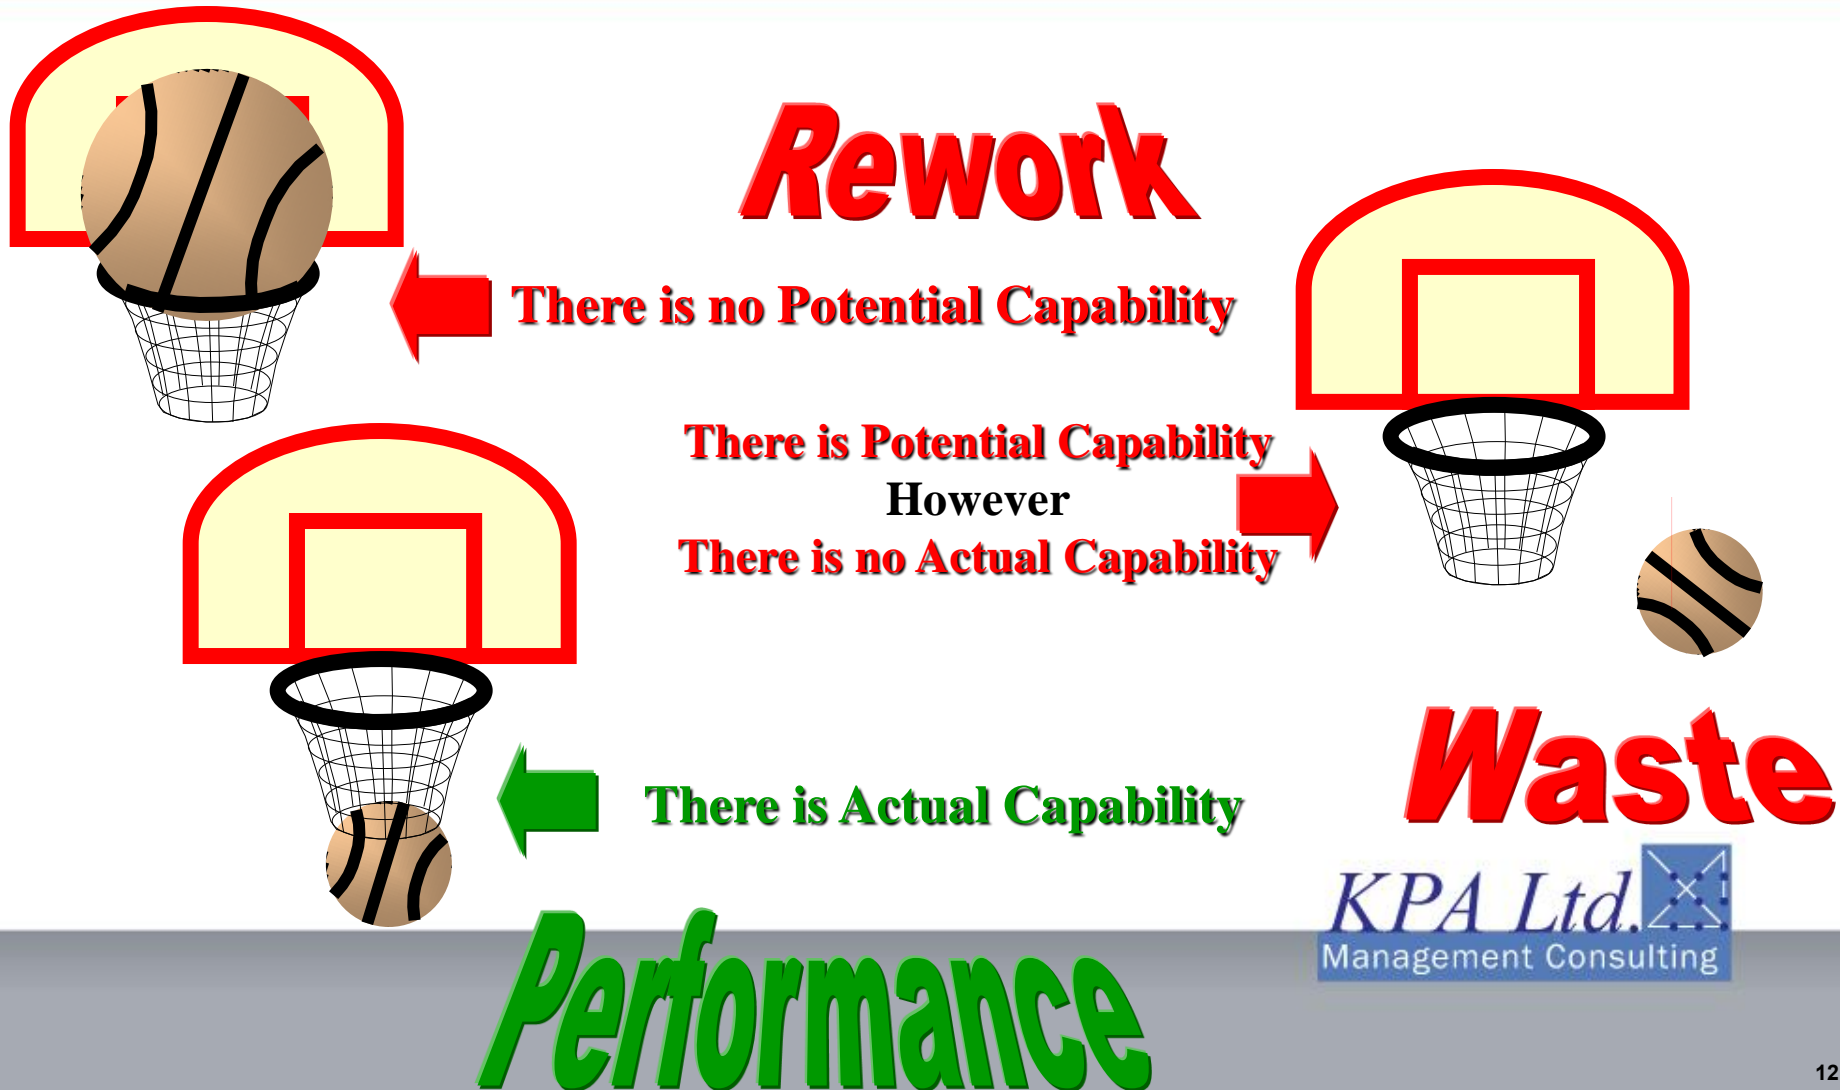 Rework
There is no Potential Capability
There is Potential Capability
However
There is no Actual Capability
There is Actual Capability
Waste
KPA Ltd.
Management Consulting
Performance
12